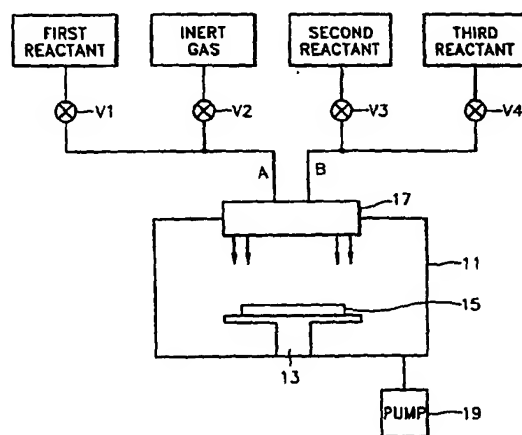 FIRST REACTANT
INERT GAS
SECOND REACTANT
THIRD REACTANT
V1
V2
V3
V4
A
B
17
11
15
13
PUMP
19